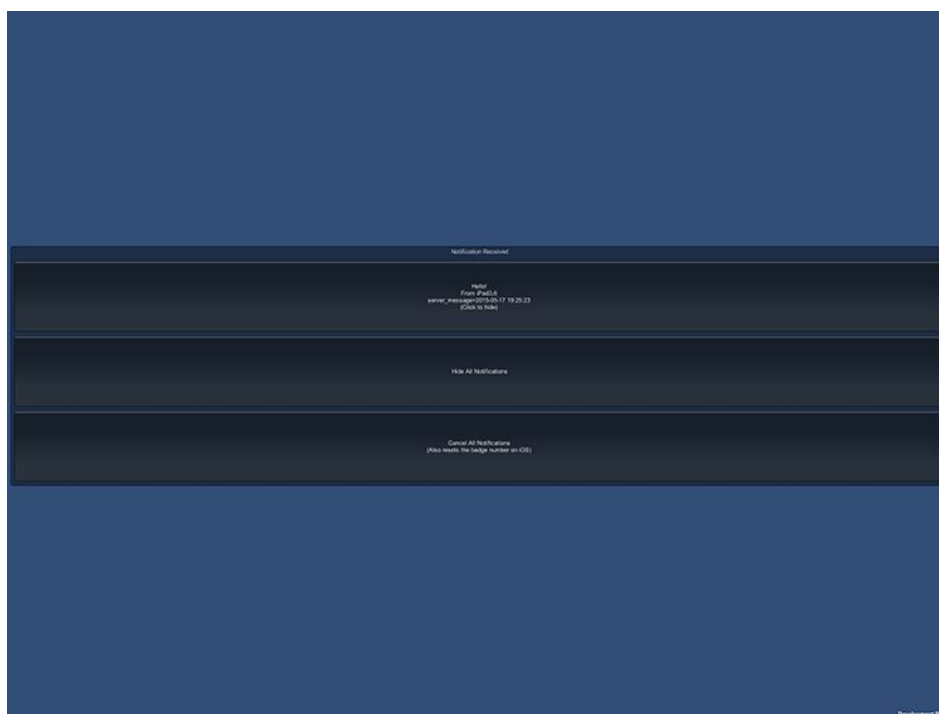 Notification Received
Hello!
From iPad3,6
server_message=2015-05-17 19:25:23
(Click to hide)
Hide All Notifications
Cancel All Notifications
(Also resets the badge number on iOS)